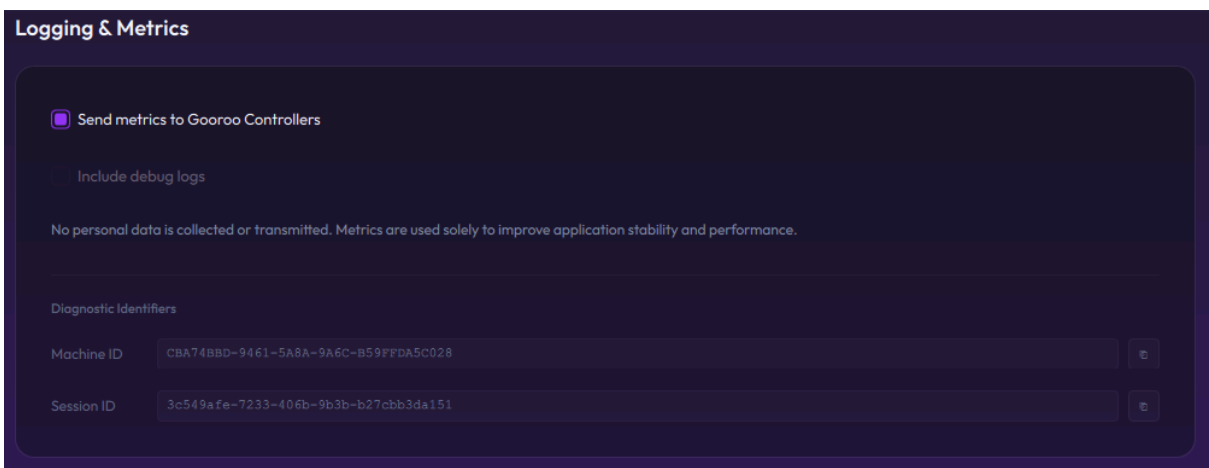 Logging & Metrics
Send metrics to Gooroo Controllers
Include debug logs
No personal data is collected or transmitted. Metrics are used solely to improve application stability and performance.
Diagnostic Identifiers
Machine ID CBA74BBD-9461-5A8A-9A6C-B59FFDA5C028
Session ID 3c549afe-7233-406b-9b3b-b27cbb3da151